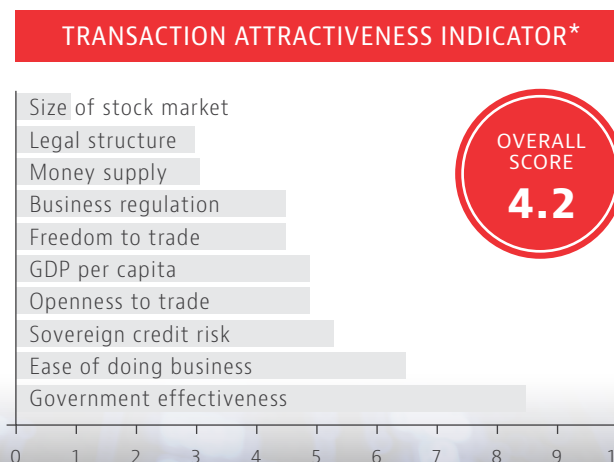 TRANSACTION ATTRACTIVENESS INDICATOR*
Size of stock market
Legal structure
Money supply
Business regulation
Freedom to trade
GDP per capita
Openness to trade
Sovereign credit risk
Ease of doing business
Government effectiveness
OVERALL
SCORE
4.2
0 1 2 3 4 5 6 7 8 9